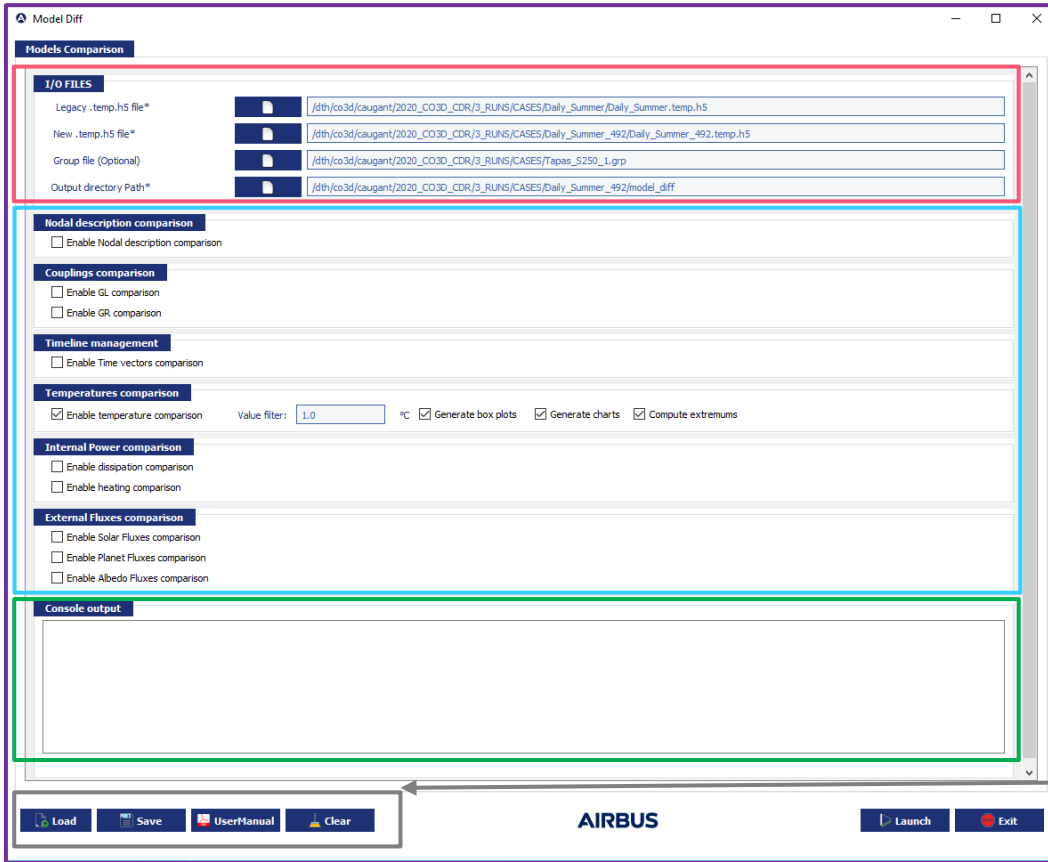 Model Diff
Models Comparison
I/O FILES
Legacy .temp.h5 file* /dth/co3d/caugant/2020_CO3D_CDR/3_RUNS/CASES/Daily_Summer/Daily_Summer.temp.h5
New .temp.h5 file* /dth/co3d/caugant/2020_CO3D_CDR/3_RUNS/CASES/Daily_Summer_492/Daily_Summer_492.temp.h5
Group file (Optional) /dth/co3d/caugant/2020_CO3D_CDR/3_RUNS/CASES/Tapas_S250_1.grp
Output directory Path* /dth/co3d/caugant/2020_CO3D_CDR/3_RUNS/CASES/Daily_Summer_492/model_diff
Nodal description comparison
Enable Nodal description comparison
Couplings comparison
Enable GL comparison
Enable GR comparison
Timeline management
Enable Time vectors comparison
Temperatures comparison
Enable temperature comparison Value filter: 1.0 °C Generate box plots Generate charts Compute extremums
Internal Power comparison
Enable dissipation comparison
Enable heating comparison
External Fluxes comparison
Enable Solar Fluxes comparison
Enable Planet Fluxes comparison
Enable Albedo Fluxes comparison
Console output
Load Save UserManual Clear AIRBUS Launch Exit